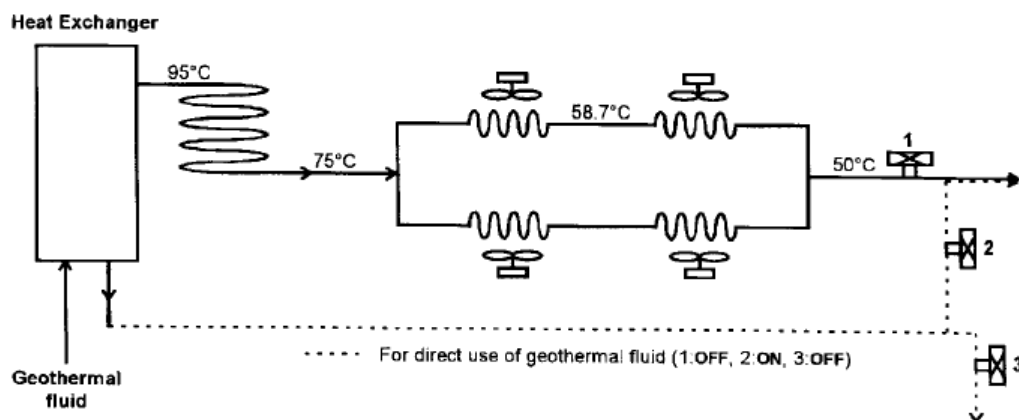 Heat Exchanger
95°C
75°C
58.7°C
50°C
1
2
For direct use of geothermal fluid (1:OFF, 2:ON, 3:OFF)
3
Geothermal
fluid